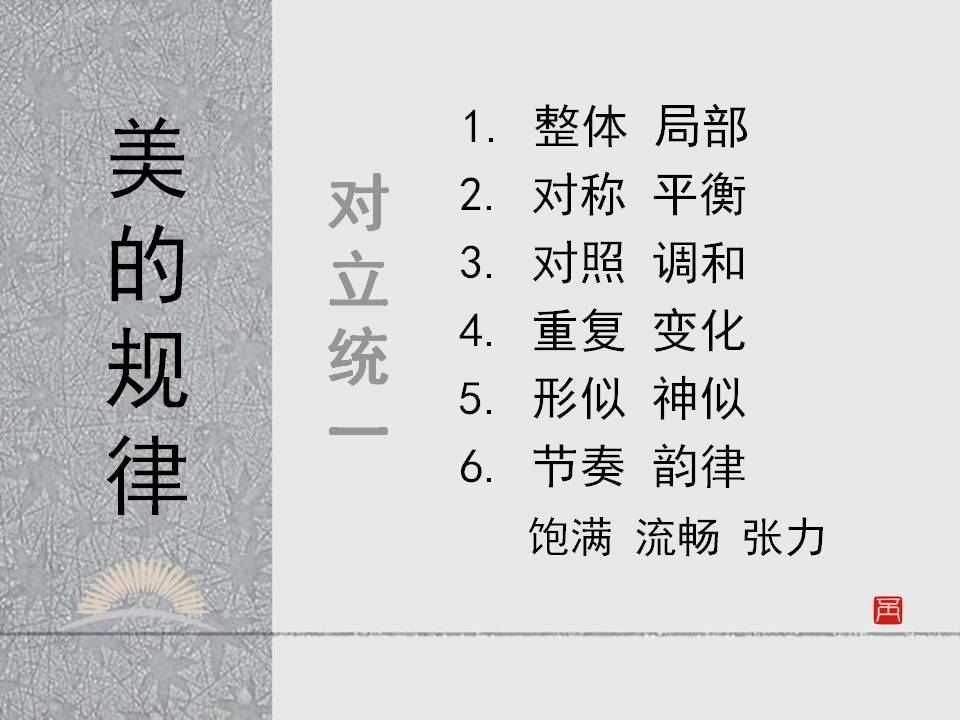 美的规律
对立统一
1. 整体 局部
2. 对称 平衡
3. 对照 调和
4. 重复 变化
5. 形似 神似
6. 节奏 韵律
饱满 流畅 张力